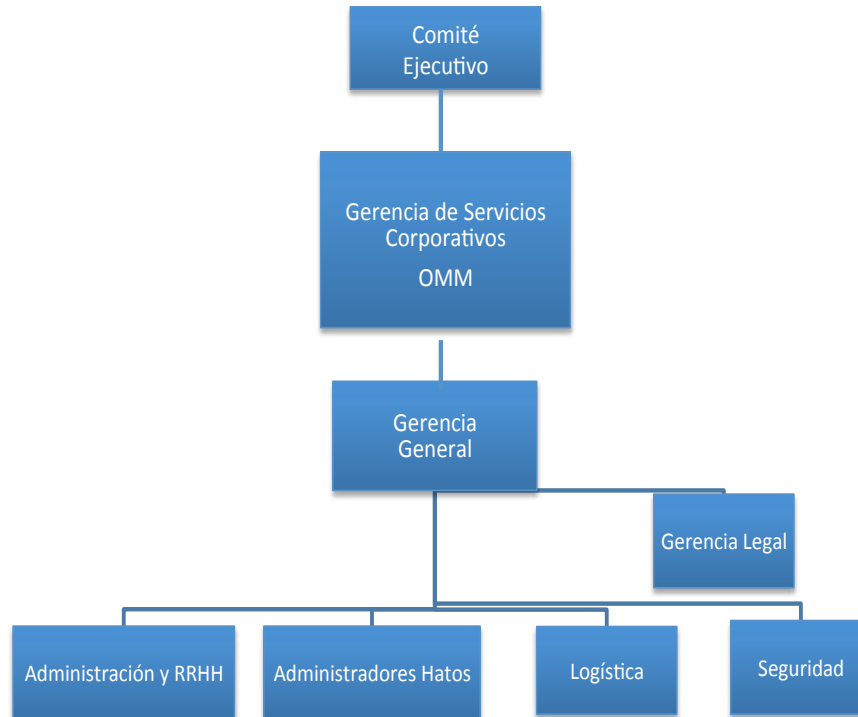 Comité
Ejecutivo
Gerencia de Servicios
Corporativos
OMM
Gerencia
General
Gerencia Legal
Administración y RRHH
Administradores Hatos
Logística
Seguridad